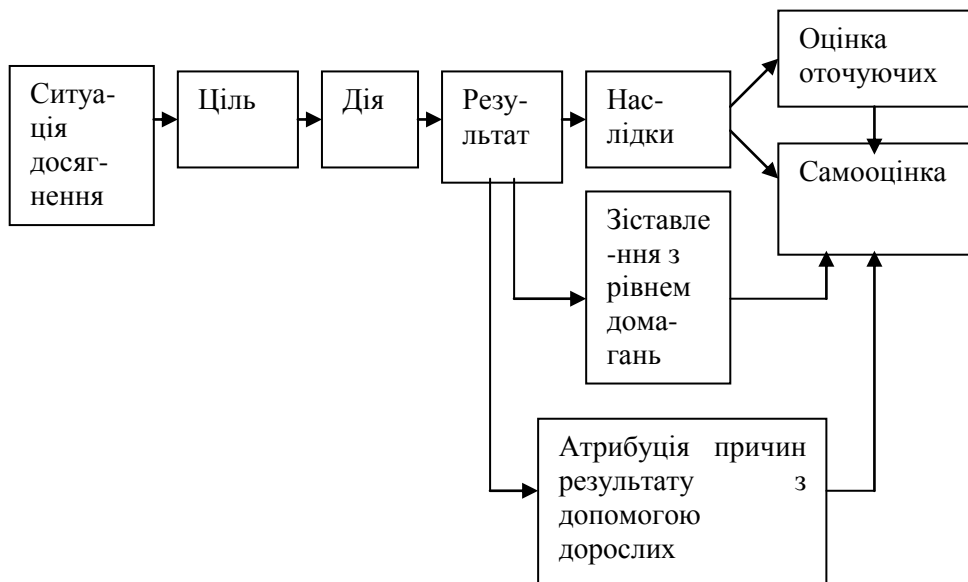 Ситуа-
ція
досяг-
нення
Ціль
Дія
Резу-
льтат
Нас-
лідки
Оцінка
оточуючих
Самооцінка
Зіставле
-ння з
рівнем
дома-
гань
Атрибуція причин
результату з
допомогою
дорослих